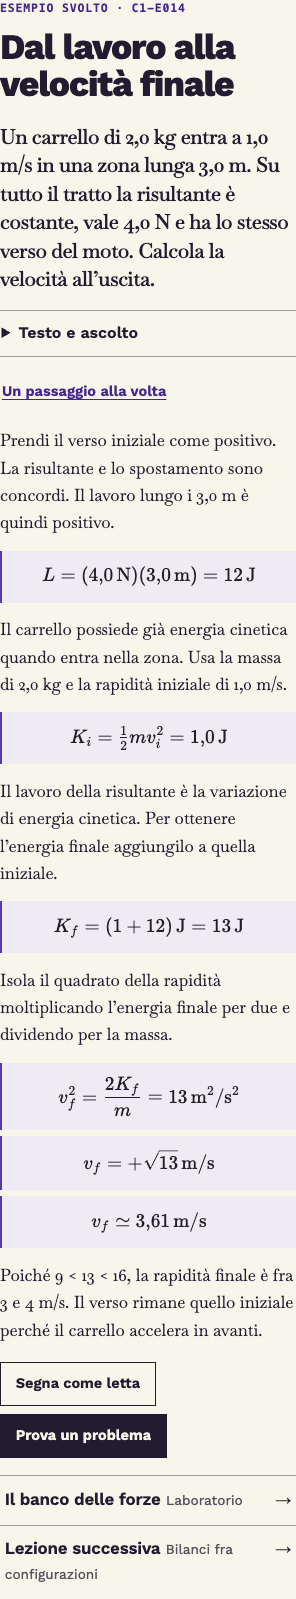 ESEMPIO SVOLTO · C1–E014
Dal lavoro alla
velocità finale
Un carrello di 2,0 kg entra a 1,0
m/s in una zona lunga 3,0 m. Su
tutto il tratto la risultante è
costante, vale 4,0 N e ha lo stesso
verso del moto. Calcola la
velocità all’uscita.
▶ Testo e ascolto
Un passaggio alla volta
Prendi il verso iniziale come positivo.
La risultante e lo spostamento sono
concordi. Il lavoro lungo i 3,0 m è
quindi positivo.
L = (4,0 N)(3,0 m) = 12 J
Il carrello possiede già energia cinetica
quando entra nella zona. Usa la massa
di 2,0 kg e la rapidità iniziale di 1,0 m/s.
K_i = ½mv_i² = 1,0 J
Il lavoro della risultante è la variazione
di energia cinetica. Per ottenere
l’energia finale aggiungilo a quella
iniziale.
K_f = (1 + 12) J = 13 J
Isola il quadrato della rapidità
moltiplicando l’energia finale per due e
dividendo per la massa.
v_f² = 2K_f/m = 13 m²/s²
v_f = +√13 m/s
v_f ≃ 3,61 m/s
Poiché 9 < 13 < 16, la rapidità finale è fra
3 e 4 m/s. Il verso rimane quello iniziale
perché il carrello accelera in avanti.
Segna come letta
Prova un problema
Il banco delle forze Laboratorio →
Lezione successiva Bilanci fra →
configurazioni